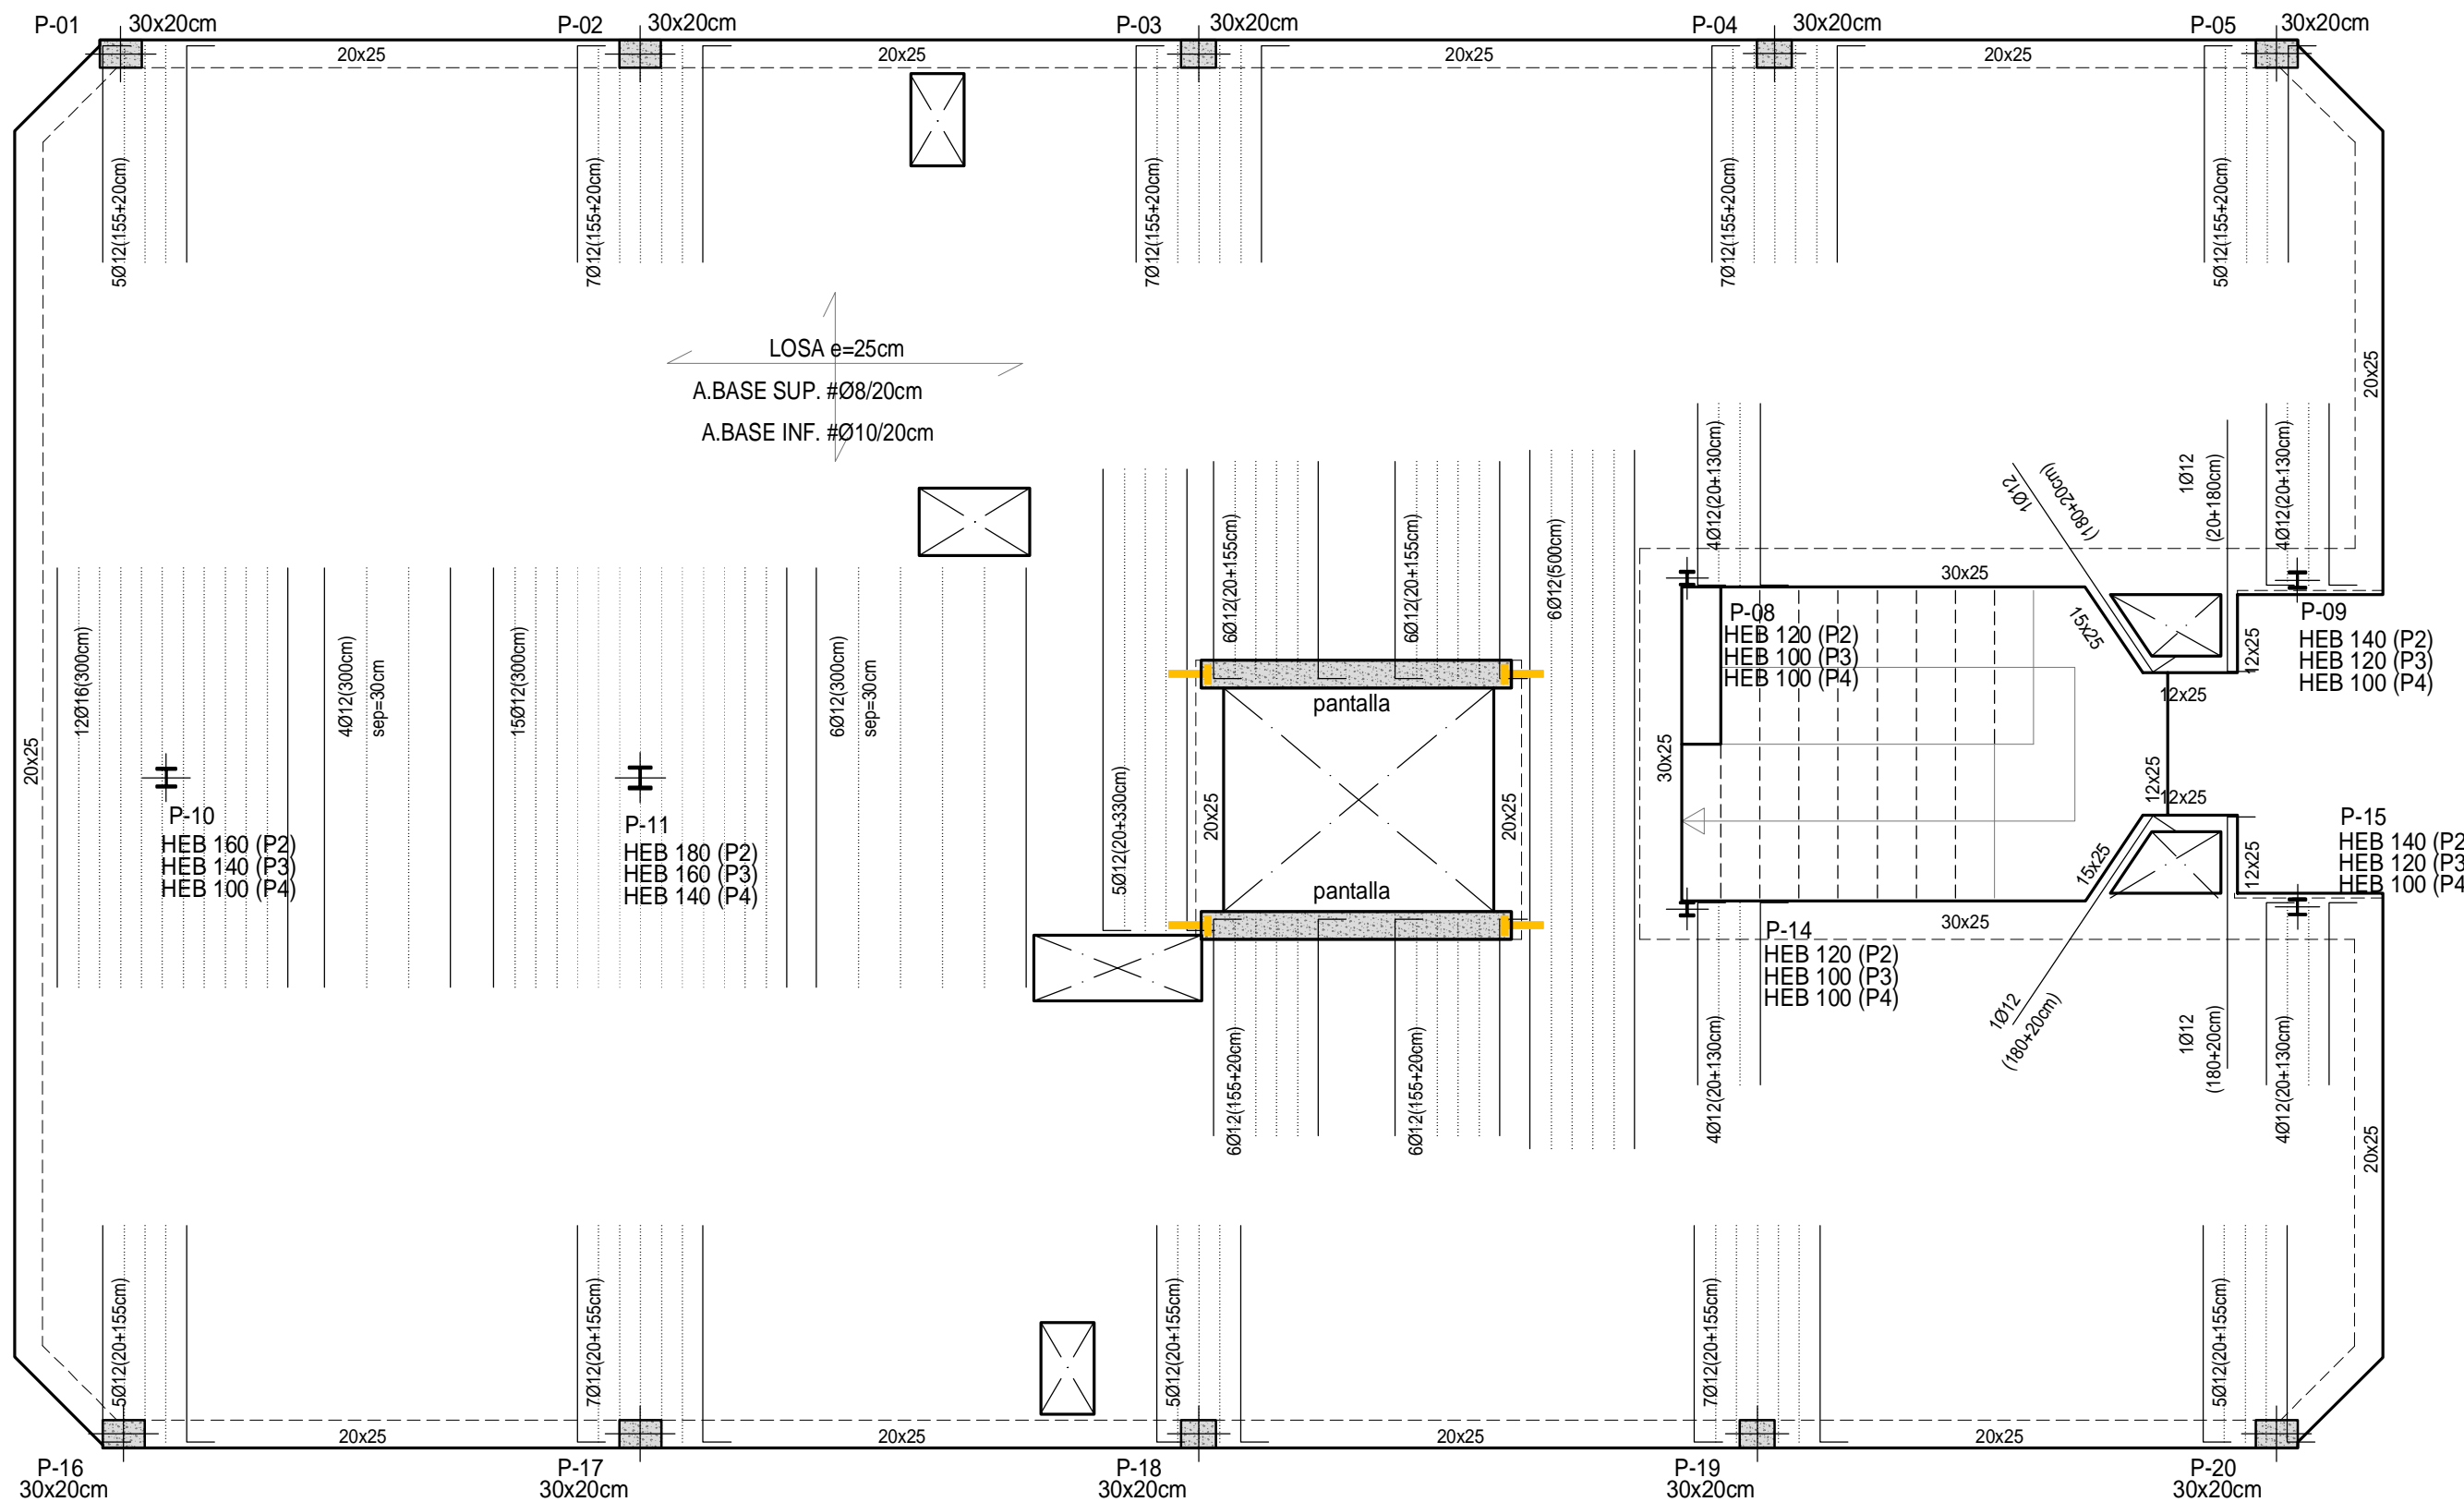 P-01
30x20cm
P-02
30x20cm
P-03
30x20cm
P-04
30x20cm
P-05
30x20cm
20x25
20x25
20x25
20x25
5Ø12(155+20cm)
7Ø12(155+20cm)
7Ø12(155+20cm)
7Ø12(155+20cm)
5Ø12(155+20cm)
LOSA e=25cm
A.BASE SUP. #Ø8/20cm
A.BASE INF. #Ø10/20cm
20x25
4Ø12(20+130cm)
1Ø12
(180+20cm)
1Ø12
(20+180cm)
4Ø12(20+130cm)
6Ø12(20+155cm)
6Ø12(20+155cm)
6Ø12(500cm)
30x25
15x25
12x25
12x25
P-08
HEB 120 (P2)
HEB 100 (P3)
HEB 100 (P4)
P-09
HEB 140 (P2)
HEB 120 (P3)
HEB 100 (P4)
12Ø16(300cm)
4Ø12(300cm)
sep=30cm
15Ø12(300cm)
6Ø12(300cm)
sep=30cm
pantalla
20x25
30x25
12x25
12x25
P-10
HEB 160 (P2)
HEB 140 (P3)
HEB 100 (P4)
P-11
HEB 180 (P2)
HEB 160 (P3)
HEB 140 (P4)
5Ø12(20+330cm)
20x25
20x25
pantalla
P-15
HEB 140 (P2
HEB 120 (P3
HEB 100 (P4
15x25
12x25
30x25
P-14
HEB 120 (P2)
HEB 100 (P3)
HEB 100 (P4)
6Ø12(155+20cm)
6Ø12(155+20cm)
4Ø12(20+130cm)
1Ø12
(180+20cm)
1Ø12
(180+20cm)
4Ø12(20+130cm)
20x25
5Ø12(20+155cm)
7Ø12(20+155cm)
5Ø12(20+155cm)
7Ø12(20+155cm)
5Ø12(20+155cm)
20x25
20x25
20x25
20x25
P-16
30x20cm
P-17
30x20cm
P-18
30x20cm
P-19
30x20cm
P-20
30x20cm